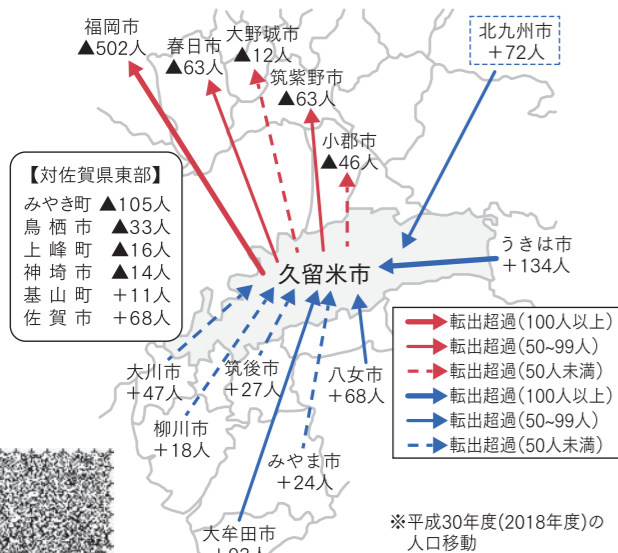 福岡市
▲502人
春日市
▲63人
大野城市
▲12人
筑紫野市
▲63人
小郡市
▲46人
北九州市
+72人
【対佐賀県東部】
みやき町 ▲105人
鳥栖市 ▲33人
上峰町 ▲16人
神埼市 ▲14人
基山町 +11人
佐賀市 +68人
久留米市
うきは市
+134人
大川市
+47人
柳川市
+18人
筑後市
+27人
みやま市
+24人
八女市
+68人
大牟田市
転出超過(100人以上)
転出超過(50~99人)
転出超過(50人未満)
転出超過(100人以上)
転出超過(50~99人)
転出超過(50人未満)
※平成30年度(2018年度)の
人口移動